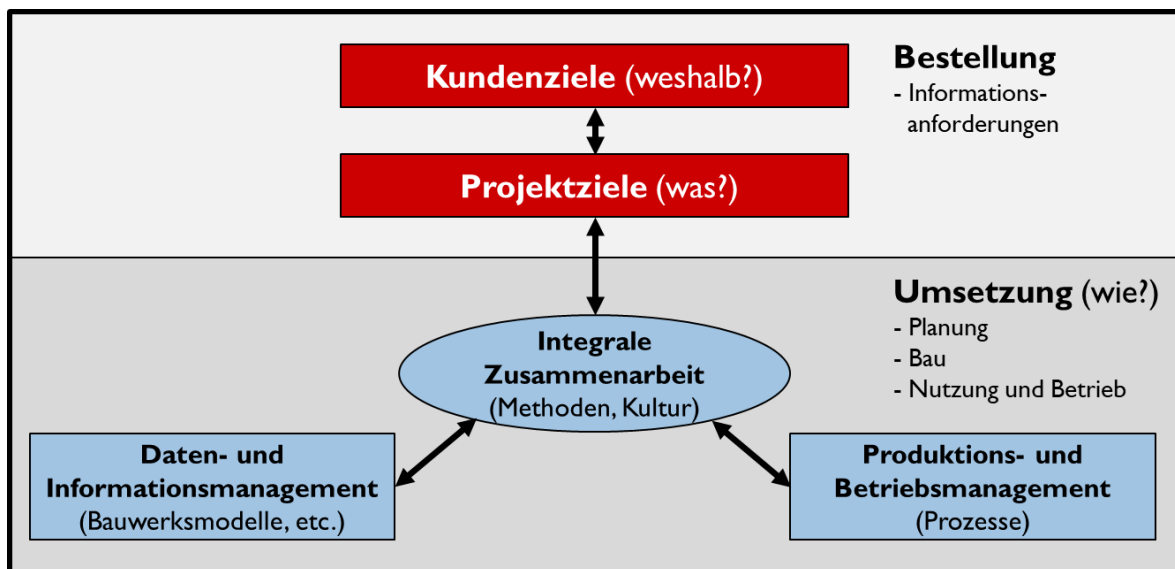 Kundenziele (weshalb?)
Bestellung
- Informations-
anforderungen
Projektziele (was?)
Umsetzung (wie?)
- Planung
- Bau
- Nutzung und Betrieb
Integrale
Zusammenarbeit
(Methoden, Kultur)
Daten- und
Informationsmanagement
(Bauwerksmodelle, etc.)
Produktions- und
Betriebsmanagement
(Prozesse)